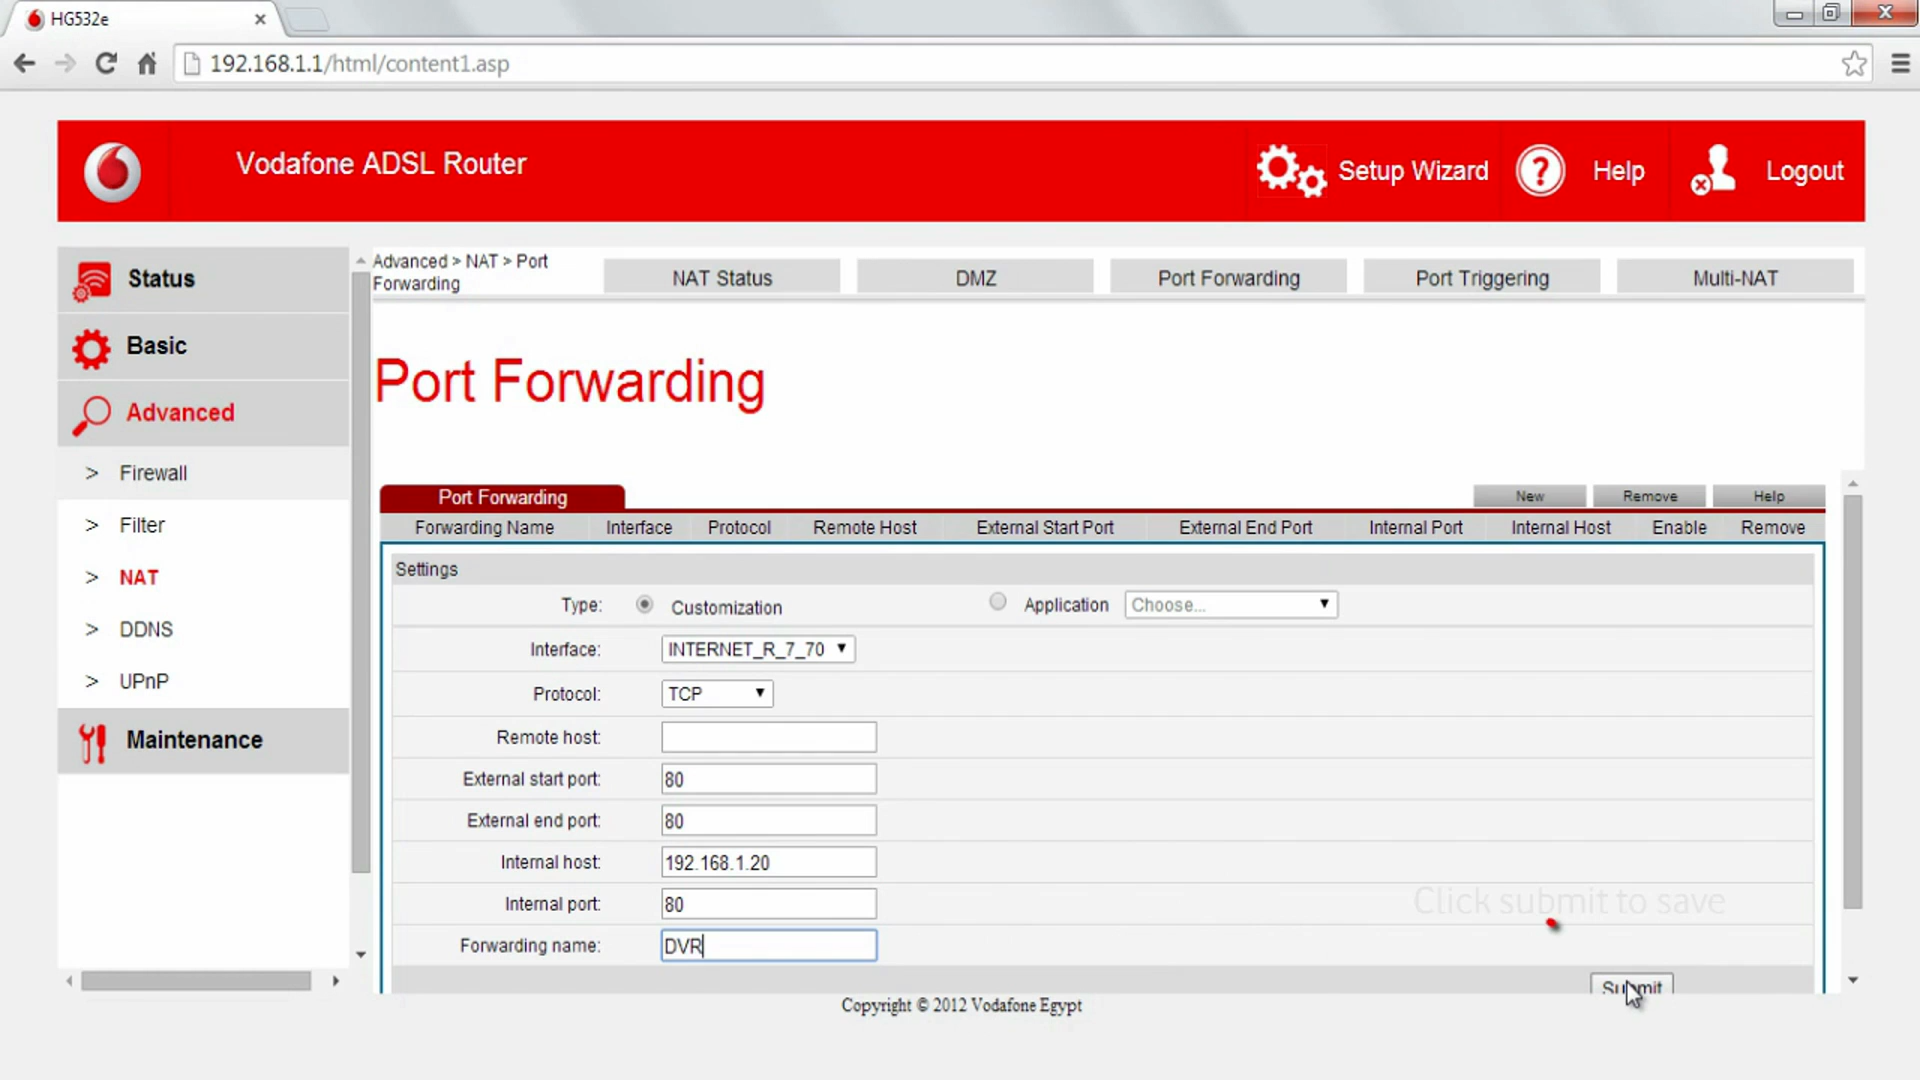 HG532e
192.168.1.1/html/content1.asp
Vodafone ADSL Router
Setup Wizard
Help
Logout
Status
Basic
Advanced
> Firewall
> Filter
> NAT
> DDNS
> UPnP
Maintenance
Advanced > NAT > Port
Forwarding
NAT Status
DMZ
Port Forwarding
Port Triggering
Multi-NAT
Port Forwarding
Port Forwarding
New
Remove
Help
Forwarding Name Interface Protocol Remote Host External Start Port External End Port Internal Port Internal Host Enable Remove
Settings
Type: Customization Application Choose...
Interface: INTERNET_R_7_70
Protocol: TCP
Remote host:
External start port: 80
External end port: 80
Internal host: 192.168.1.20
Internal port: 80
Forwarding name: DVR
Click submit to save
Submit
Copyright © 2012 Vodafone Egypt